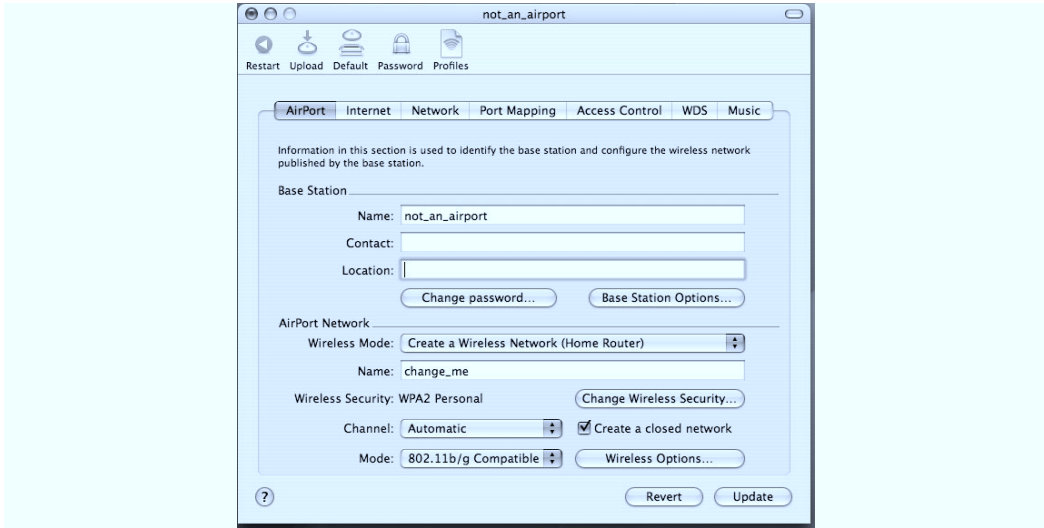 not_an_airport
Restart Upload Default Password Profiles
AirPort Internet Network Port Mapping Access Control WDS Music
Information in this section is used to identify the base station and configure the wireless network
published by the base station.
Base Station
Name: not_an_airport
Contact:
Location:
Change password... Base Station Options...
AirPort Network
Wireless Mode: Create a Wireless Network (Home Router)
Name: change_me
Wireless Security: WPA2 Personal Change Wireless Security...
Channel: Automatic Create a closed network
Mode: 802.11b/g Compatible Wireless Options...
? Revert Update